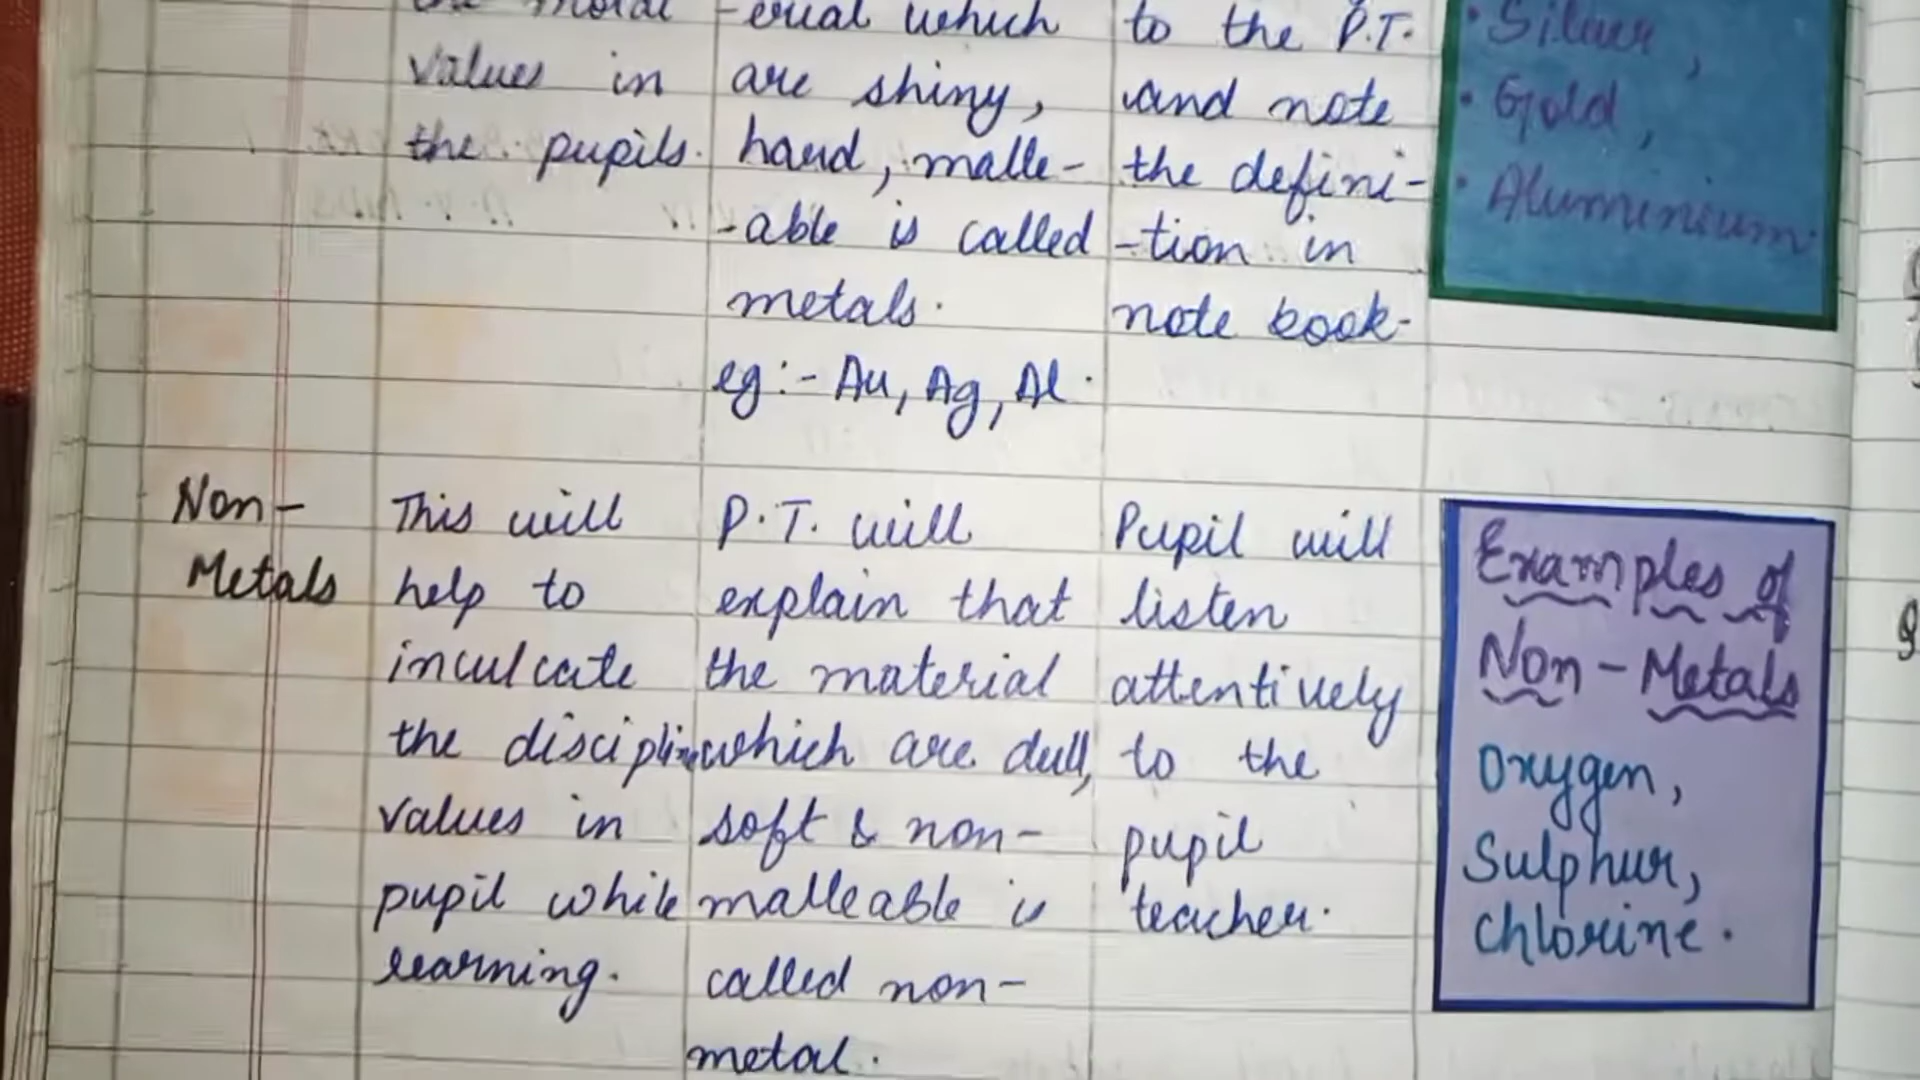 the moral
values in
the pupils.
-erial which
are shiny,
hard, malle-
-able is called
metals.
eg:- Au, Ag, Al.
to the P.T.
and note
the defini-
-tion in
note book-
• Silver,
• Gold,
• Aluminium
Non-
Metals
This will
help to
inculcate
the discipline
values in
pupil while
learning.
P.T. will
explain that
the material
which are dull,
soft & non-
malleable is
called non-
metal.
Pupil will
listen
attentively
to the
pupil
teacher.
Examples of
Non-Metals
Oxygen,
Sulphur,
Chlorine.